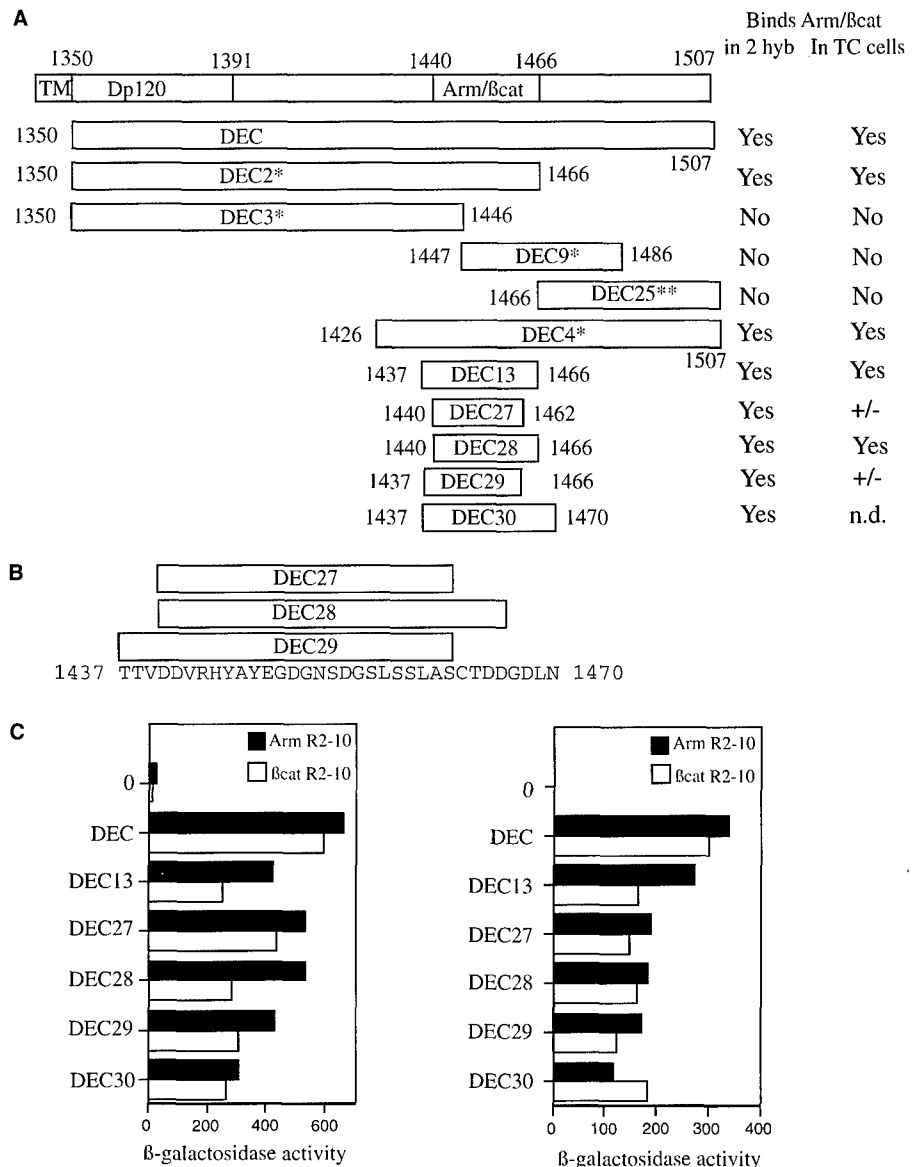 A
Binds Arm/ßcat
in 2 hyb In TC cells
1350 1391 1440 1466 1507
TM Dp120 Arm/ßcat
1350 DEC 1507 Yes Yes
1350 DEC2* 1466 Yes Yes
1350 DEC3* 1446 No No
1447 DEC9* 1486 No No
1466 DEC25** No No
1426 DEC4* 1507 Yes Yes
1437 DEC13 1466 Yes Yes
1440 DEC27 1462 Yes +/-
1440 DEC28 1466 Yes Yes
1437 DEC29 1466 Yes +/-
1437 DEC30 1470 Yes n.d.
B
DEC27
DEC28
DEC29
1437 TTVDDVRHYAYEGDGNSDGSLSSLASCTDDGDLN 1470
C
Arm R2-10
ßcat R2-10
0
DEC
DEC13
DEC27
DEC28
DEC29
DEC30
0 200 400 600
ß-galactosidase activity
Arm R2-10
ßcat R2-10
0
DEC
DEC13
DEC27
DEC28
DEC29
DEC30
0 100 200 300 400
ß-galactosidase activity